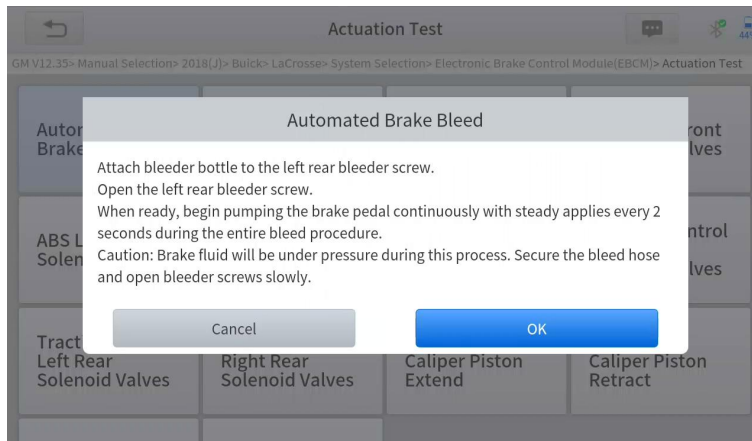 Actuation Test
GM V12.35> Manual Selection> 2018(J)> Buick> LaCrosse> System Selection> Electronic Brake Control Module(EBCM)> Actuation Test
Automated Brake Bleed
Attach bleeder bottle to the left rear bleeder screw.
Open the left rear bleeder screw.
When ready, begin pumping the brake pedal continuously with steady applies every 2
seconds during the entire bleed procedure.
Caution: Brake fluid will be under pressure during this process. Secure the bleed hose
and open bleeder screws slowly.
Cancel
OK
Brake
ABS L
Tract
Left Rear
Solenoid Valves
Right Rear
Solenoid Valves
Caliper Piston
Extend
Caliper Piston
Retract